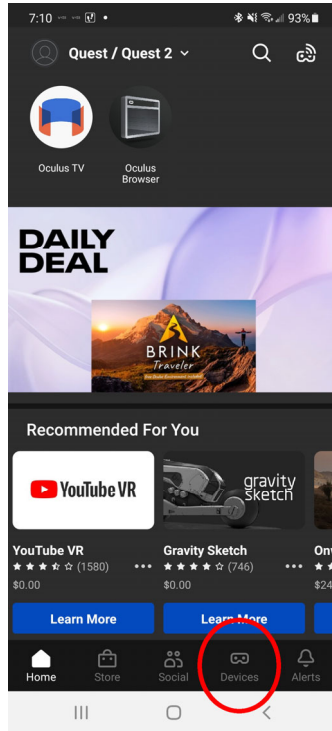 7:10 93%
Quest / Quest 2
Oculus TV
Oculus
Browser
DAILY
DEAL
BRINK
Traveler
Recommended For You
YouTube VR
gravity
sketch
YouTube VR
(1580)
$0.00
Learn More
Gravity Sketch
(746)
$0.00
Learn More
On
$24
Home
Store
Social
Devices
Alerts